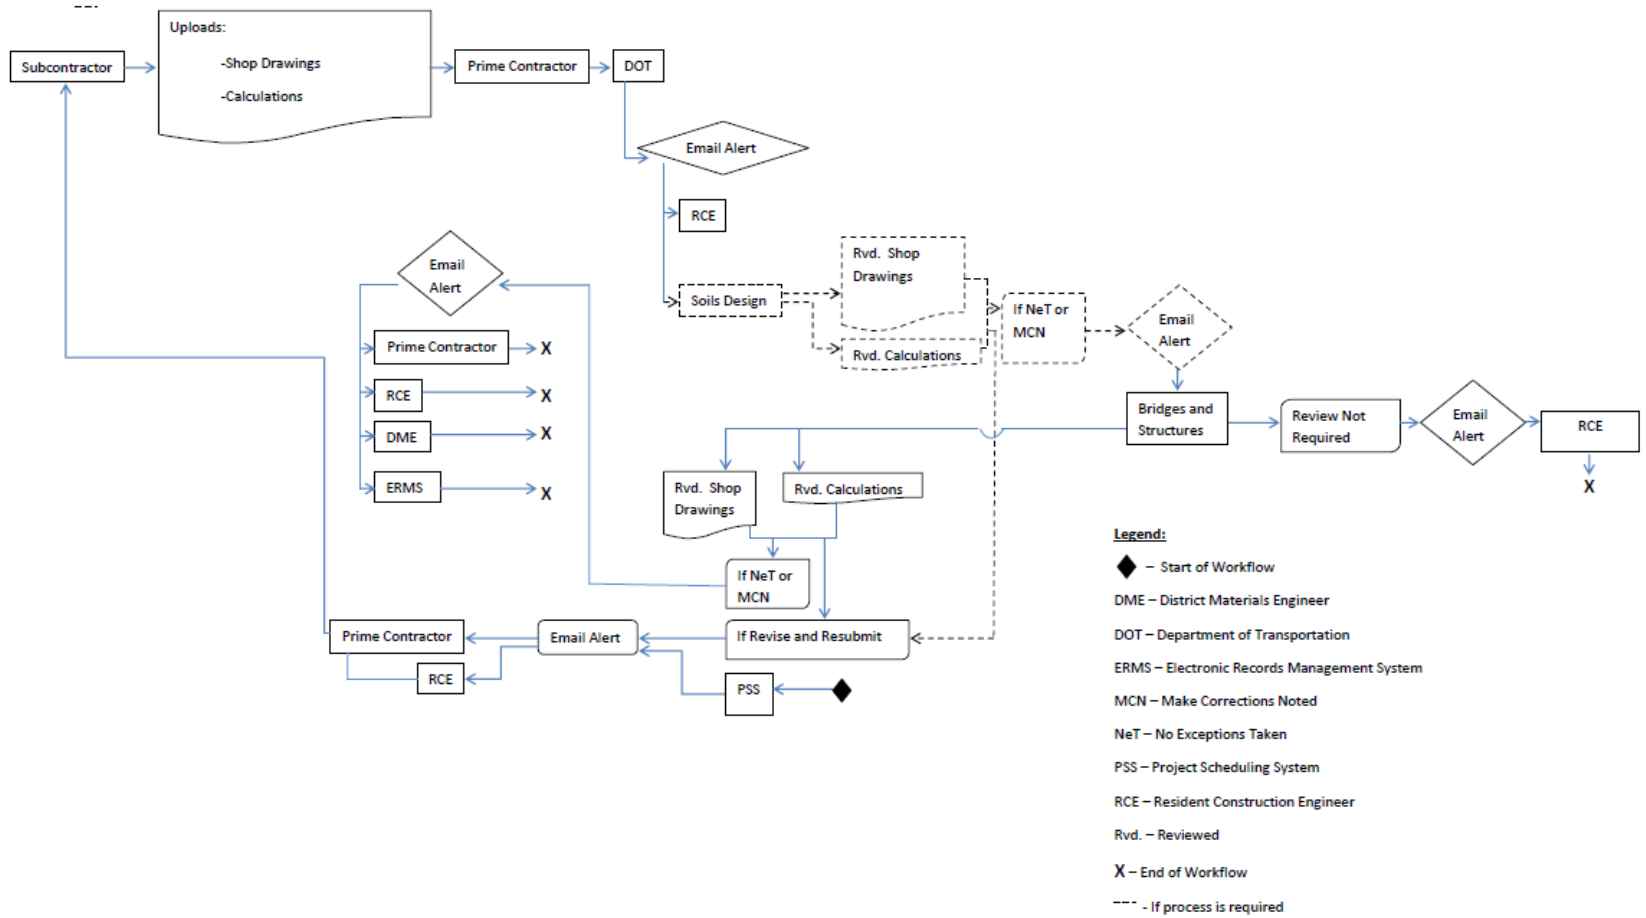 Uploads:
-Shop Drawings
-Calculations
Subcontractor
Prime Contractor
DOT
Email Alert
RCE
Soils Design
Rvd. Shop
Drawings
Rvd. Calculations
If NeT or
MCN
Email
Alert
Bridges and
Structures
Review Not
Required
Email
Alert
RCE
X
Email
Alert
Prime Contractor
X
RCE
X
DME
X
ERMS
X
Rvd. Shop
Drawings
Rvd. Calculations
If NeT or
MCN
If Revise and Resubmit
Email Alert
Prime Contractor
RCE
PSS
Legend:
– Start of Workflow
DME – District Materials Engineer
DOT – Department of Transportation
ERMS – Electronic Records Management System
MCN – Make Corrections Noted
NeT – No Exceptions Taken
PSS – Project Scheduling System
RCE – Resident Construction Engineer
Rvd. – Reviewed
X – End of Workflow
--- - If process is required